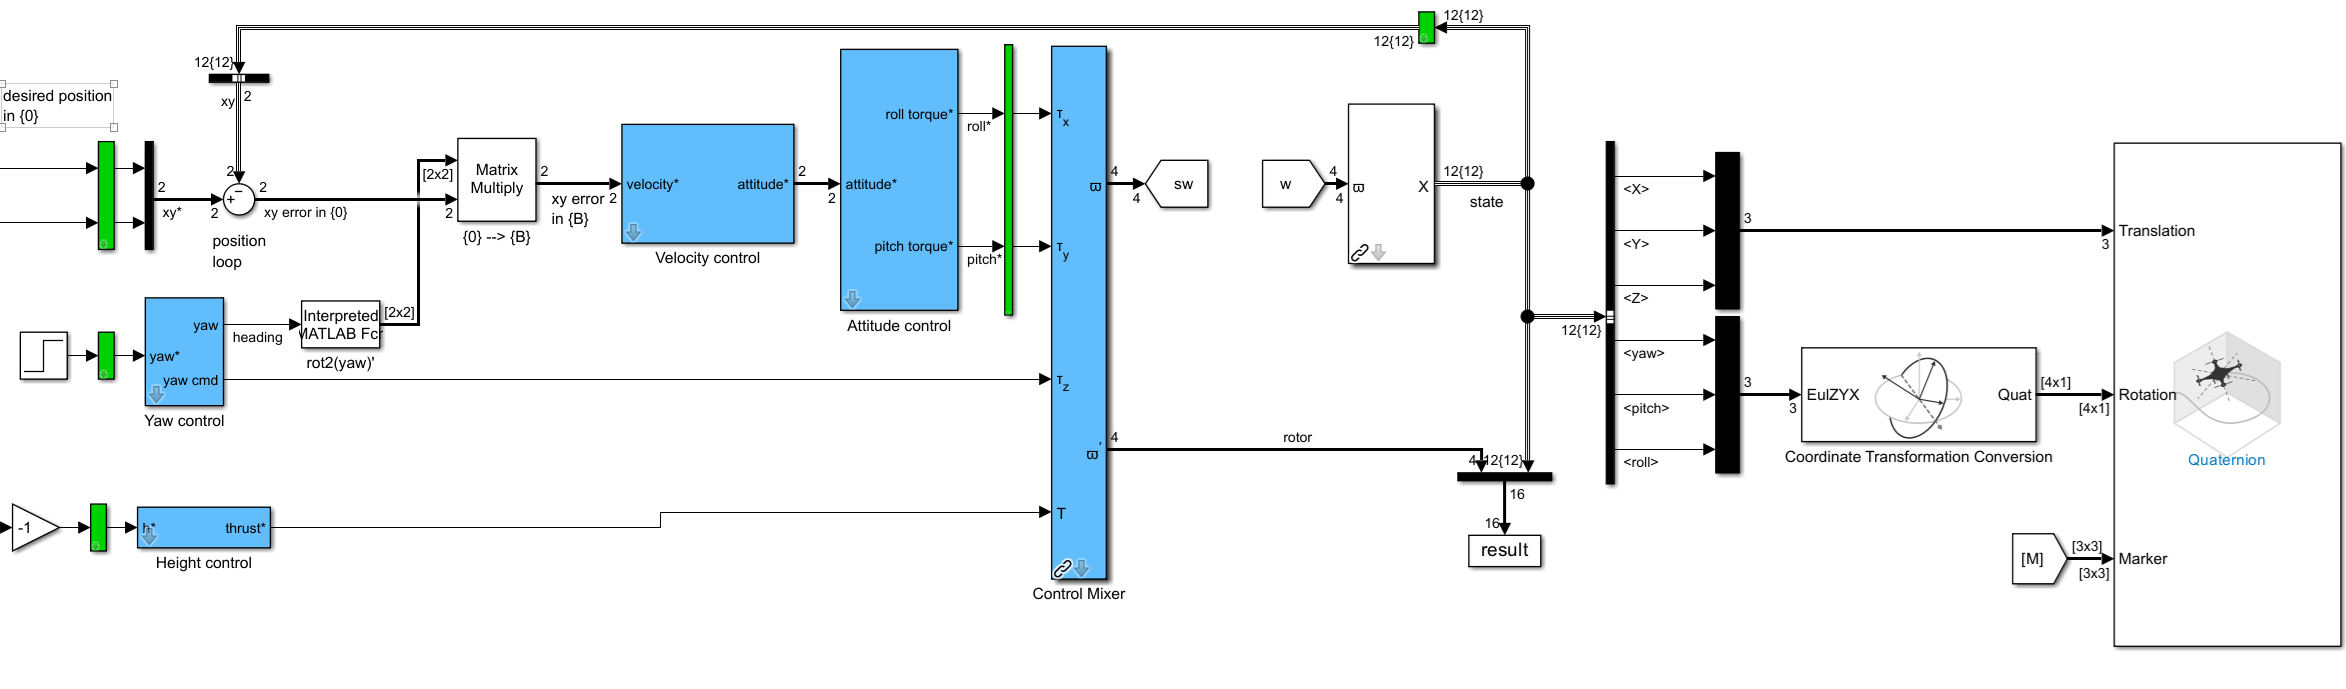 12{12}
12{12}
12{12}
xy
2
desired position
in {0}
2
2
xy*
2
−
+
2
xy error in {0}
position
loop
[2x2]
2
Matrix
Multiply
{0} --> {B}
2
xy error
in {B}
2
velocity*
attitude*
Velocity control
2
2
attitude*
roll torque*
pitch torque*
Attitude control
roll*
pitch*
τx
τy
τz
T
ϖ
4
4
sw
w
4
4
ϖ
X
12{12}
state
yaw*
yaw
yaw cmd
Yaw control
heading
Interpreted
MATLAB Fcn
rot2(yaw)'
[2x2]
-1
h*
thrust*
Height control
Control Mixer
ϖ'
4
rotor
4
12{12}
16
16
result
12{12}
<X>
<Y>
<Z>
<yaw>
<pitch>
<roll>
3
3
Translation
3
3
EulZYX
Quat
Coordinate Transformation Conversion
[4x1]
[4x1]
Rotation
Quaternion
[M]
[3x3]
[3x3]
Marker